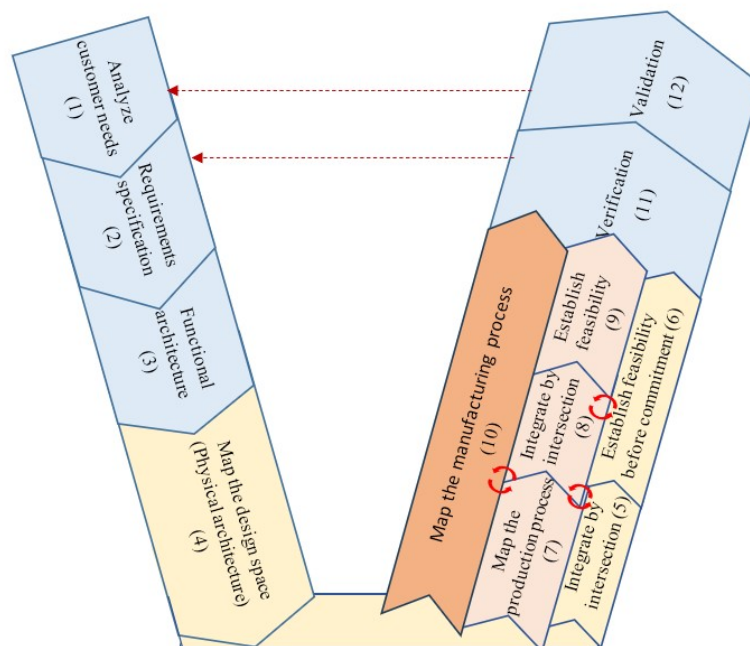 Analyze
customer needs
(1)
Requirements
specification
(2)
Functional
architecture
(3)
Map the design space
(Physical architecture)
(4)
Integrate by
intersection (5)
Establish feasibility
before commitment (6)
Map the
production process
(7)
Integrate by
intersection
(8)
Establish
feasibility
(9)
Map the manufacturing process
(10)
Verification
(11)
Validation
(12)